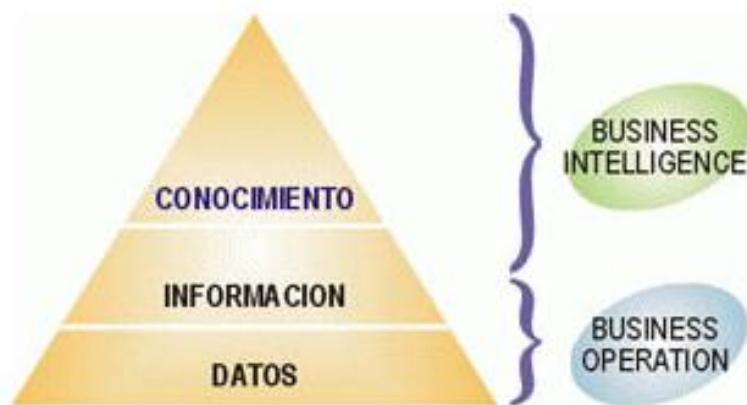 CONOCIMIENTO
INFORMACION
DATOS
BUSINESS
INTELLIGENCE
BUSINESS
OPERATION